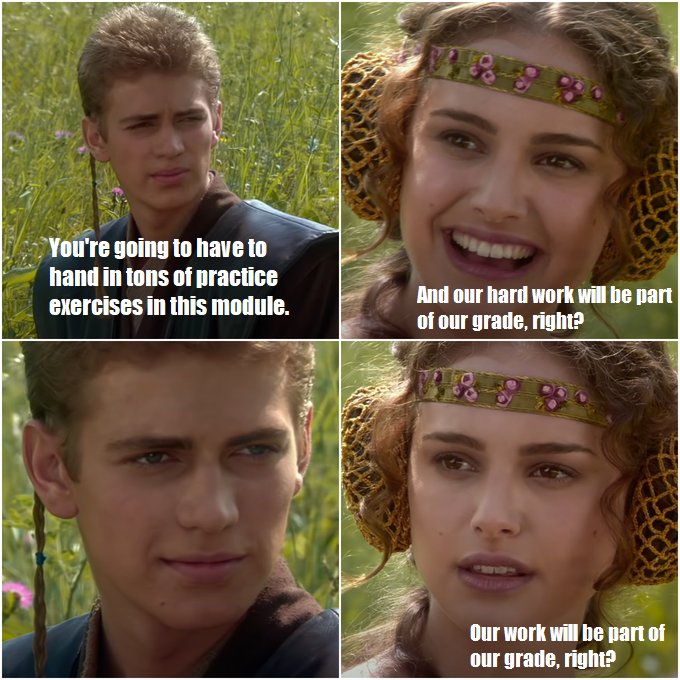 You're going to have to
hand in tons of practice
exercises in this module.
And our hard work will be part
of our grade, right?
Our work will be part of
our grade, right?